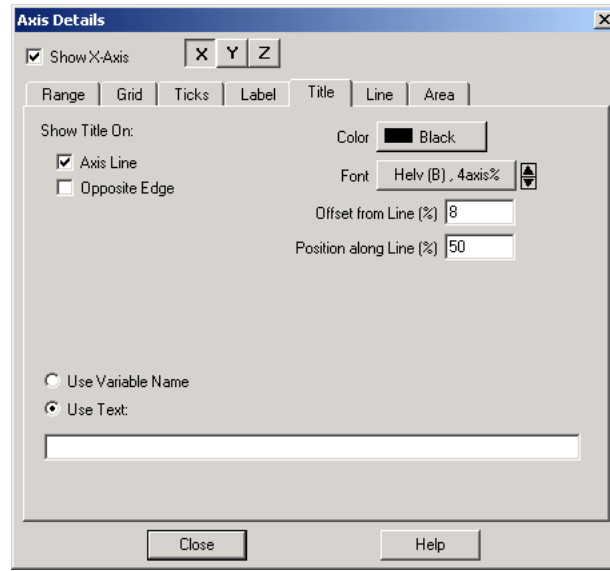 Axis Details
Show X-Axis X Y Z
Range Grid Ticks Label Title Line Area
Show Title On: Color Black
Axis Line
Font Helv (B) , 4axis%
Opposite Edge
Offset from Line (%) 8
Position along Line (%) 50
Use Variable Name
Use Text:
Close Help